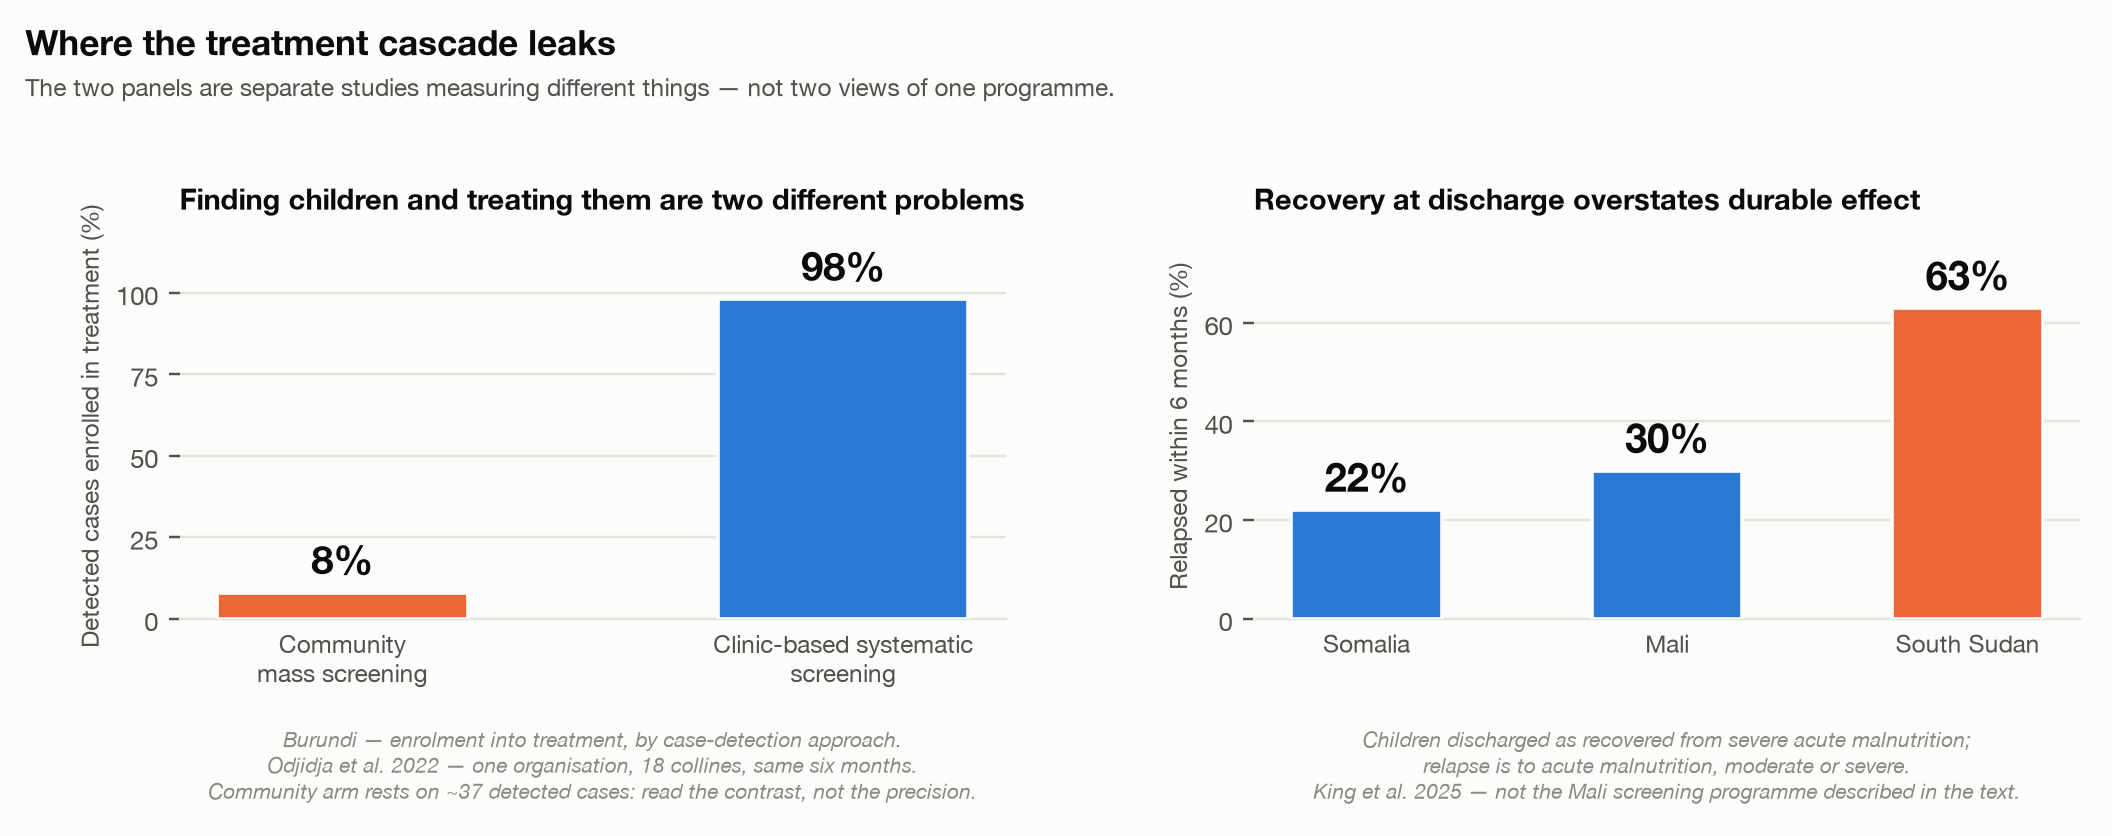 Where the treatment cascade leaks
The two panels are separate studies measuring different things — not two views of one programme.
Finding children and treating them are two different problems
Detected cases enrolled in treatment (%)
98%
100
75
50
25
8%
0
Community
mass screening
Clinic-based systematic
screening
Burundi — enrolment into treatment, by case-detection approach.
Odjidja et al. 2022 — one organisation, 18 collines, same six months.
Community arm rests on ~37 detected cases: read the contrast, not the precision.
Recovery at discharge overstates durable effect
Relapsed within 6 months (%)
63%
60
40
30%
22%
20
0
Somalia
Mali
South Sudan
Children discharged as recovered from severe acute malnutrition;
relapse is to acute malnutrition, moderate or severe.
King et al. 2025 — not the Mali screening programme described in the text.